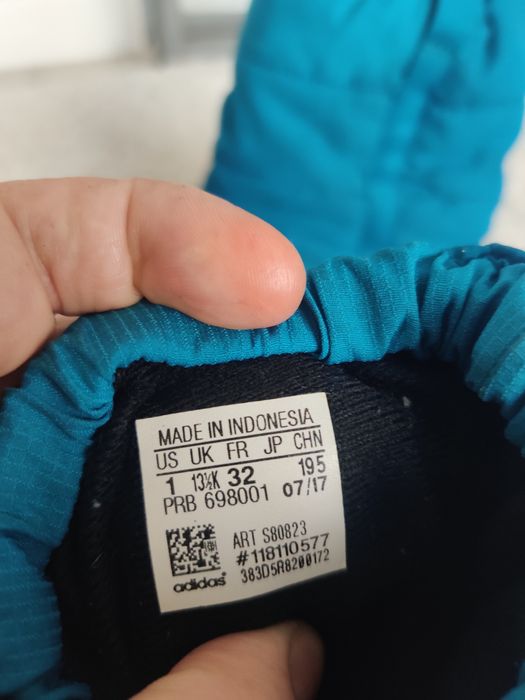 MADE IN INDONESIA
US UK FR JP CHN
1 13½K 32 195
PRB 698001 07/17
ART S80823
#118110577
383D5R8200172
adidas